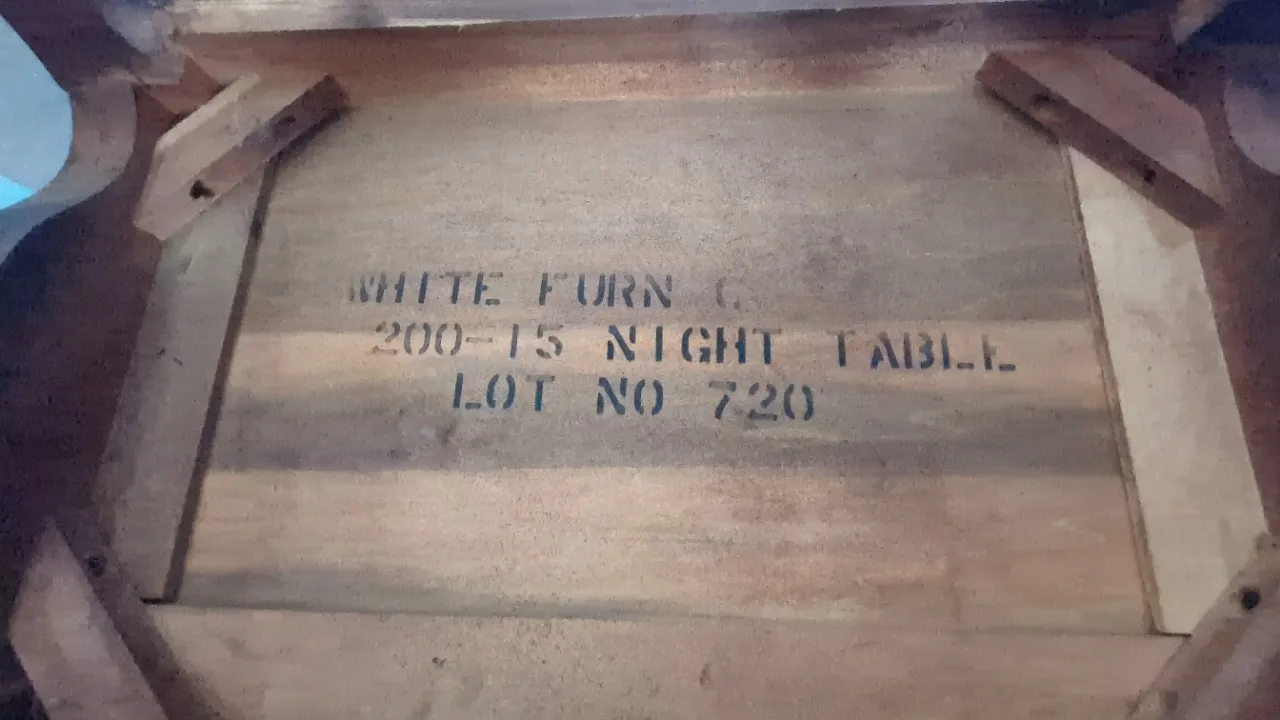 WHITE FURN C
200-15 NIGHT TABLE
LOT NO 720